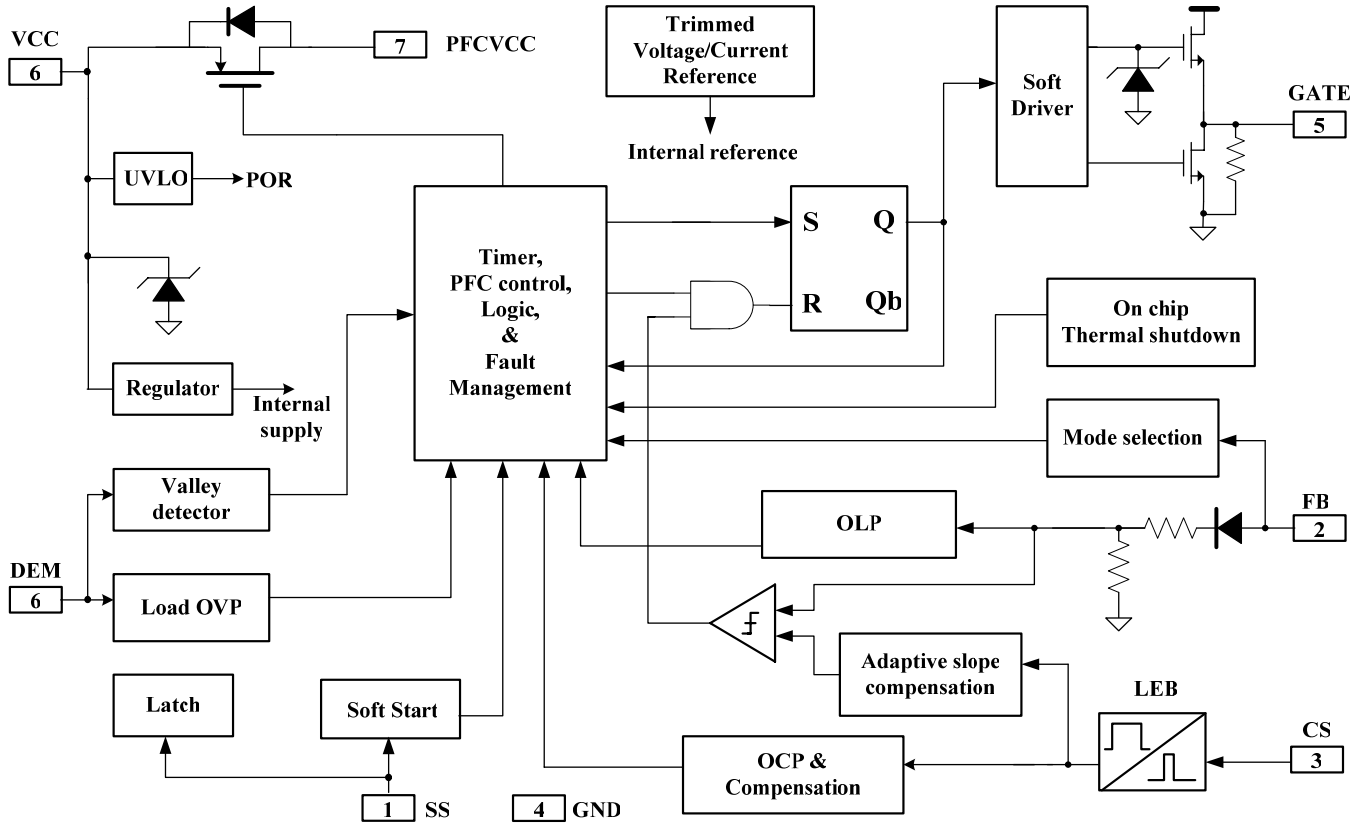 VCC
6
7
PFCVCC
Trimmed
Voltage/Current
Reference
Internal reference
Soft
Driver
GATE
5
UVLO
POR
Timer,
PFC control,
Logic,
&
Fault
Management
S
Q
R
Qb
On chip
Thermal shutdown
Regulator
Internal
supply
Mode selection
Valley
detector
OLP
FB
2
DEM
6
Load OVP
Adaptive slope
compensation
LEB
Latch
Soft Start
OCP &
Compensation
CS
3
1
SS
4
GND